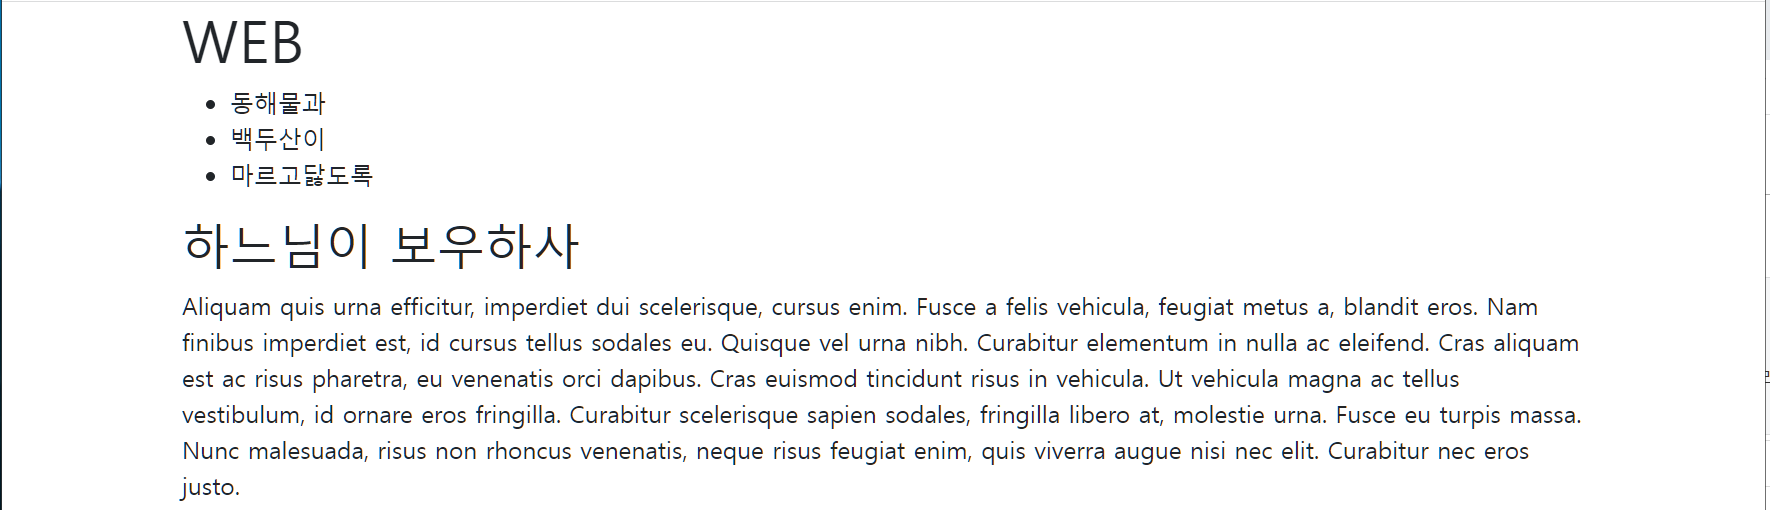 WEB
동해물과
백두산이
마르고닳도록
하느님이 보우하사
Aliquam quis urna efficitur, imperdiet dui scelerisque, cursus enim. Fusce a felis vehicula, feugiat metus a, blandit eros. Nam
finibus imperdiet est, id cursus tellus sodales eu. Quisque vel urna nibh. Curabitur elementum in nulla ac eleifend. Cras aliquam
est ac risus pharetra, eu venenatis orci dapibus. Cras euismod tincidunt risus in vehicula. Ut vehicula magna ac tellus
vestibulum, id ornare eros fringilla. Curabitur scelerisque sapien sodales, fringilla libero at, molestie urna. Fusce eu turpis massa.
Nunc malesuada, risus non rhoncus venenatis, neque risus feugiat enim, quis viverra augue nisi nec elit. Curabitur nec eros
justo.